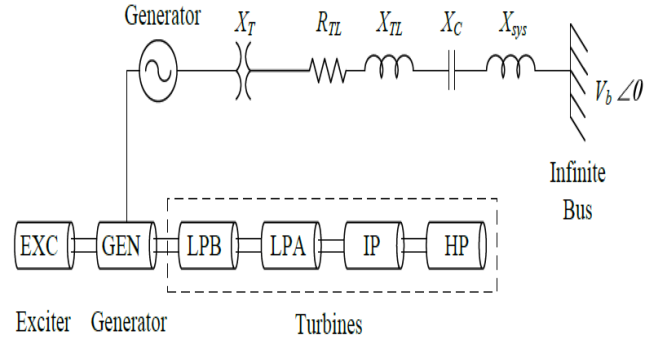 Generator X_T R_TL X_TL X_C X_sys
V_b ∠0
Infinite
Bus
EXC GEN LPB LPA IP HP
Exciter Generator Turbines